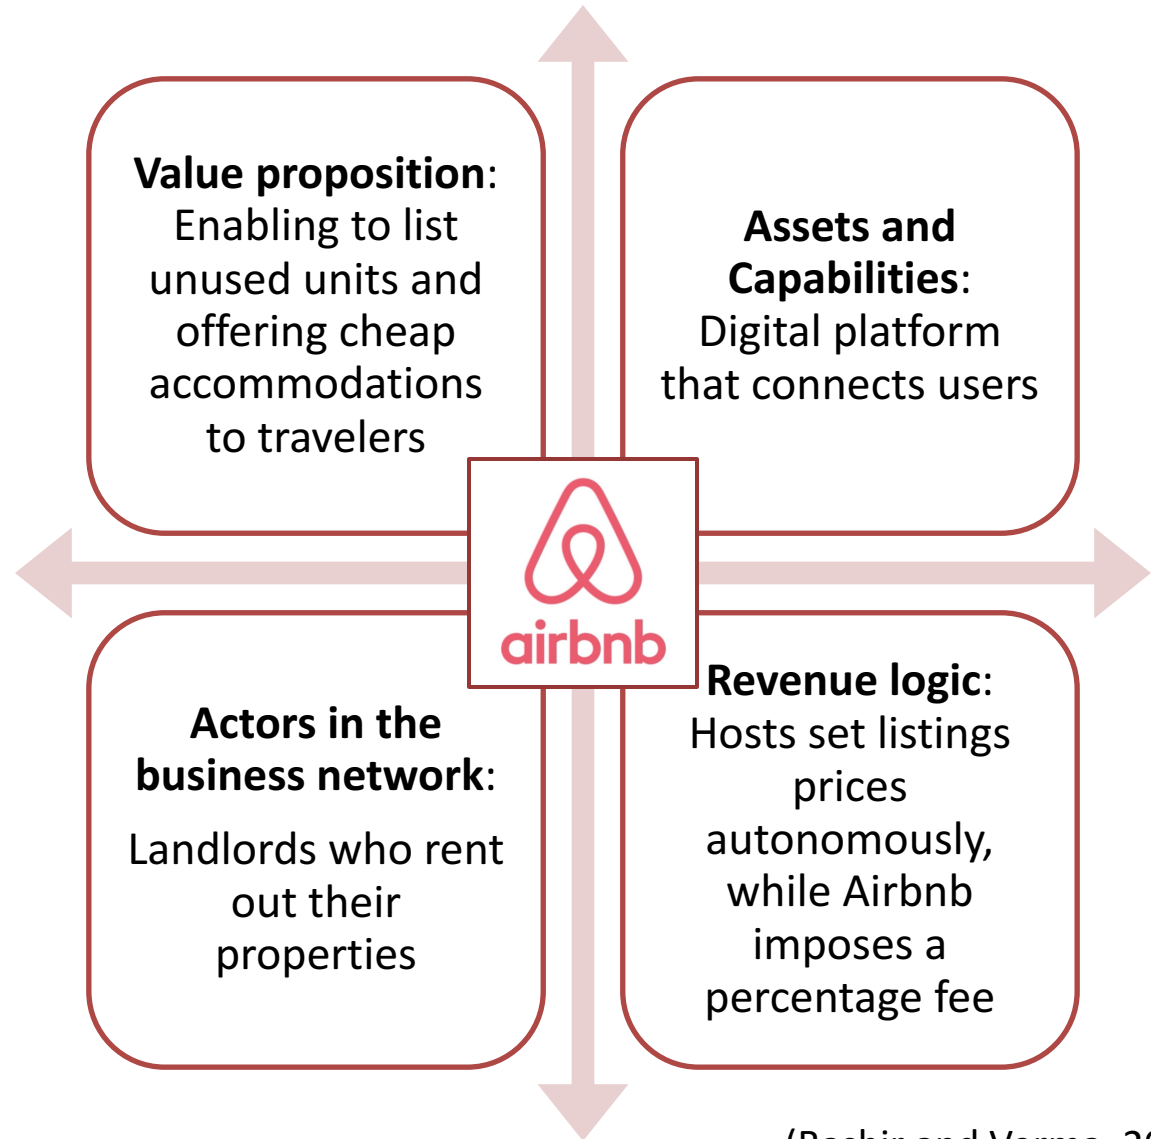 Value proposition:
Enabling to list
unused units and
offering cheap
accommodations
to travelers
Assets and
Capabilities:
Digital platform
that connects users
airbnb
Actors in the
business network:
Landlords who rent
out their
properties
Revenue logic:
Hosts set listings
prices
autonomously,
while Airbnb
imposes a
percentage fee
and